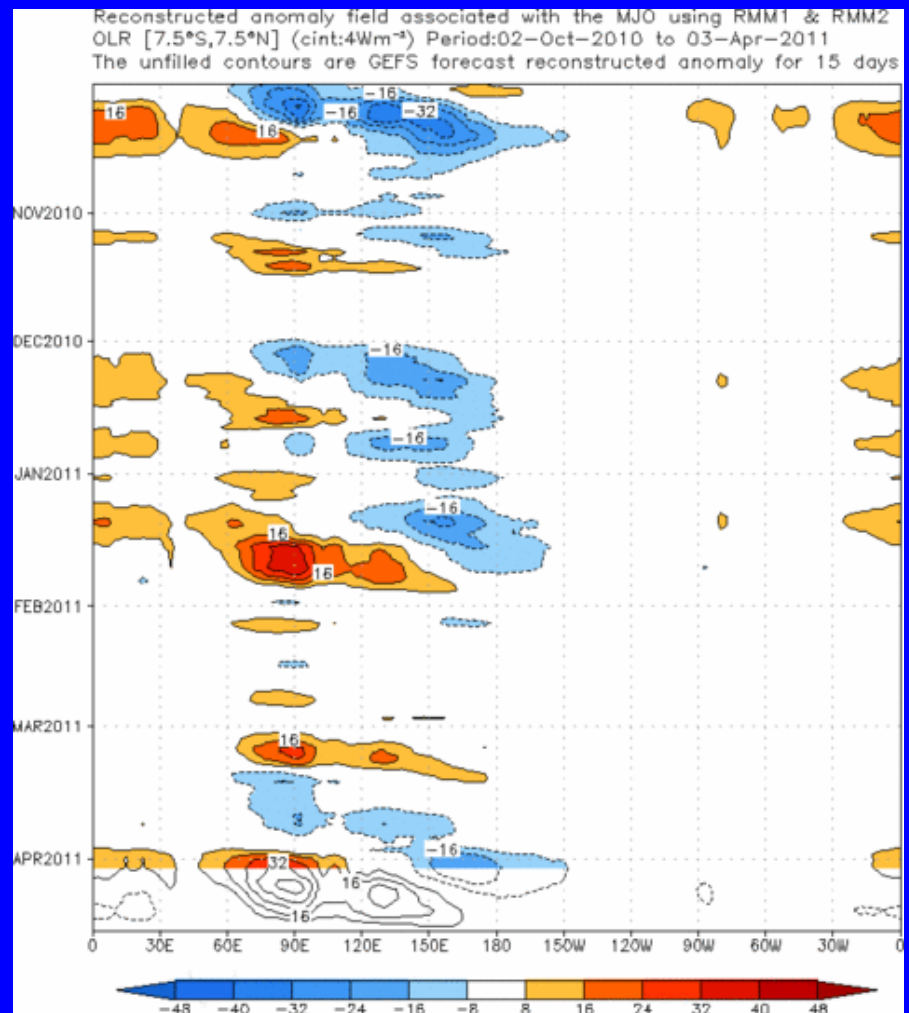 Reconstructed anomaly field associated with the MJO using RMM1 & RMM2
OLR [7.5°S,7.5°N] (cint:4Wm⁻²) Period:02-Oct-2010 to 03-Apr-2011
The unfilled contours are GEFS forecast reconstructed anomaly for 15 days
-16
16
-16
-32
16
NOV2010
DEC2010
-16
-16
JAN2011
-16
16
16
FEB2011
MAR2011
16
-16
APR2011
32
16
16
0 30E 60E 90E 120E 150E 180 150W 120W 90W 60W 30W 0
-48 -40 -32 -24 -16 -8 8 16 24 32 40 48